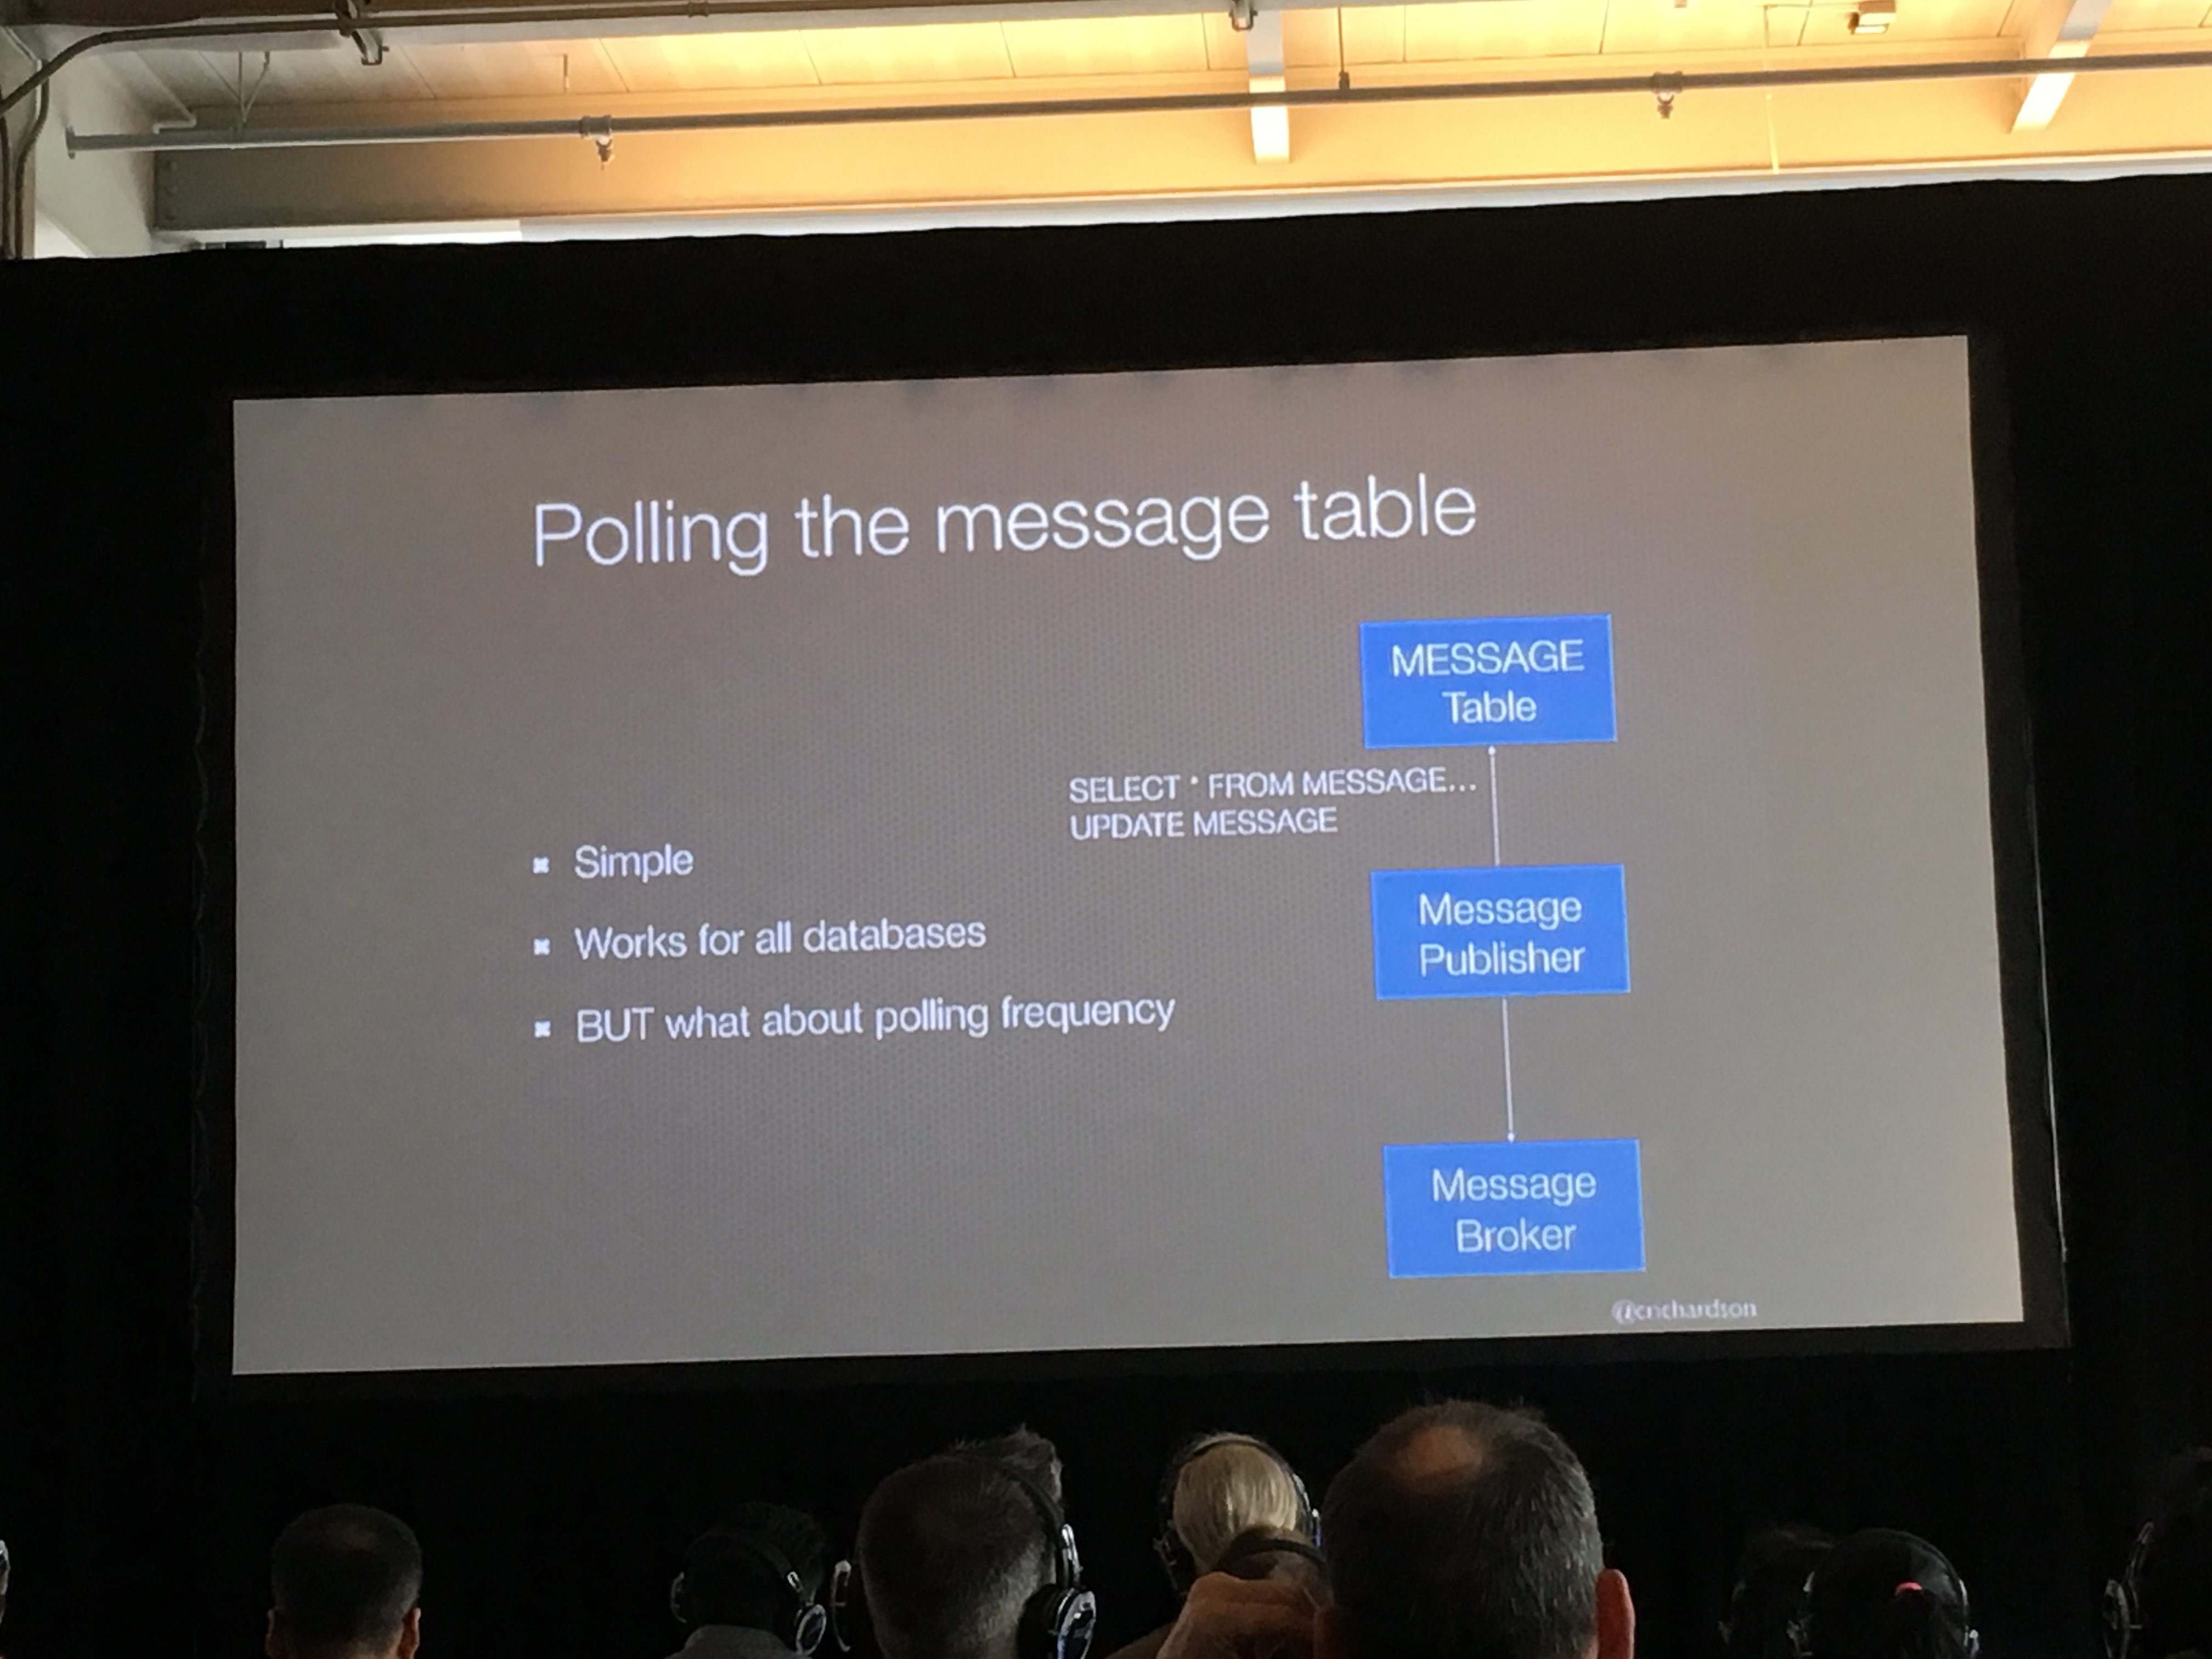 Polling the message table
MESSAGE
Table
SELECT * FROM MESSAGE...
UPDATE MESSAGE
▪ Simple
▪ Works for all databases
▪ BUT what about polling frequency
Message
Publisher
Message
Broker
@crichardson